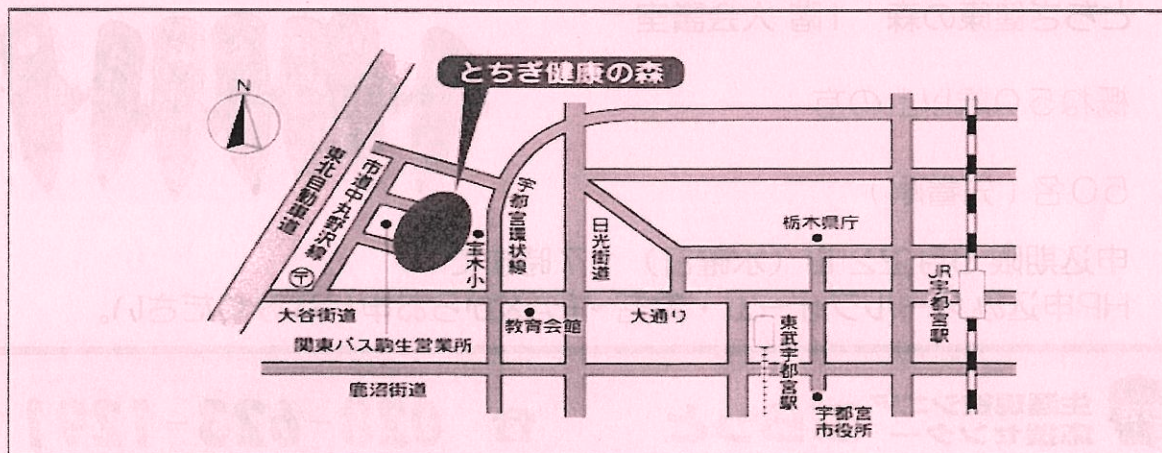 とちぎ健康の森
N
東北自動車道
市道中丸野沢線
〒
宝木小
宇都宮環状線
日光街道
栃木県庁
JR宇都宮駅
大谷街道
教育会館
大通り
関東バス駒生営業所
東武宇都宮駅
鹿沼街道
宇都宮
市役所